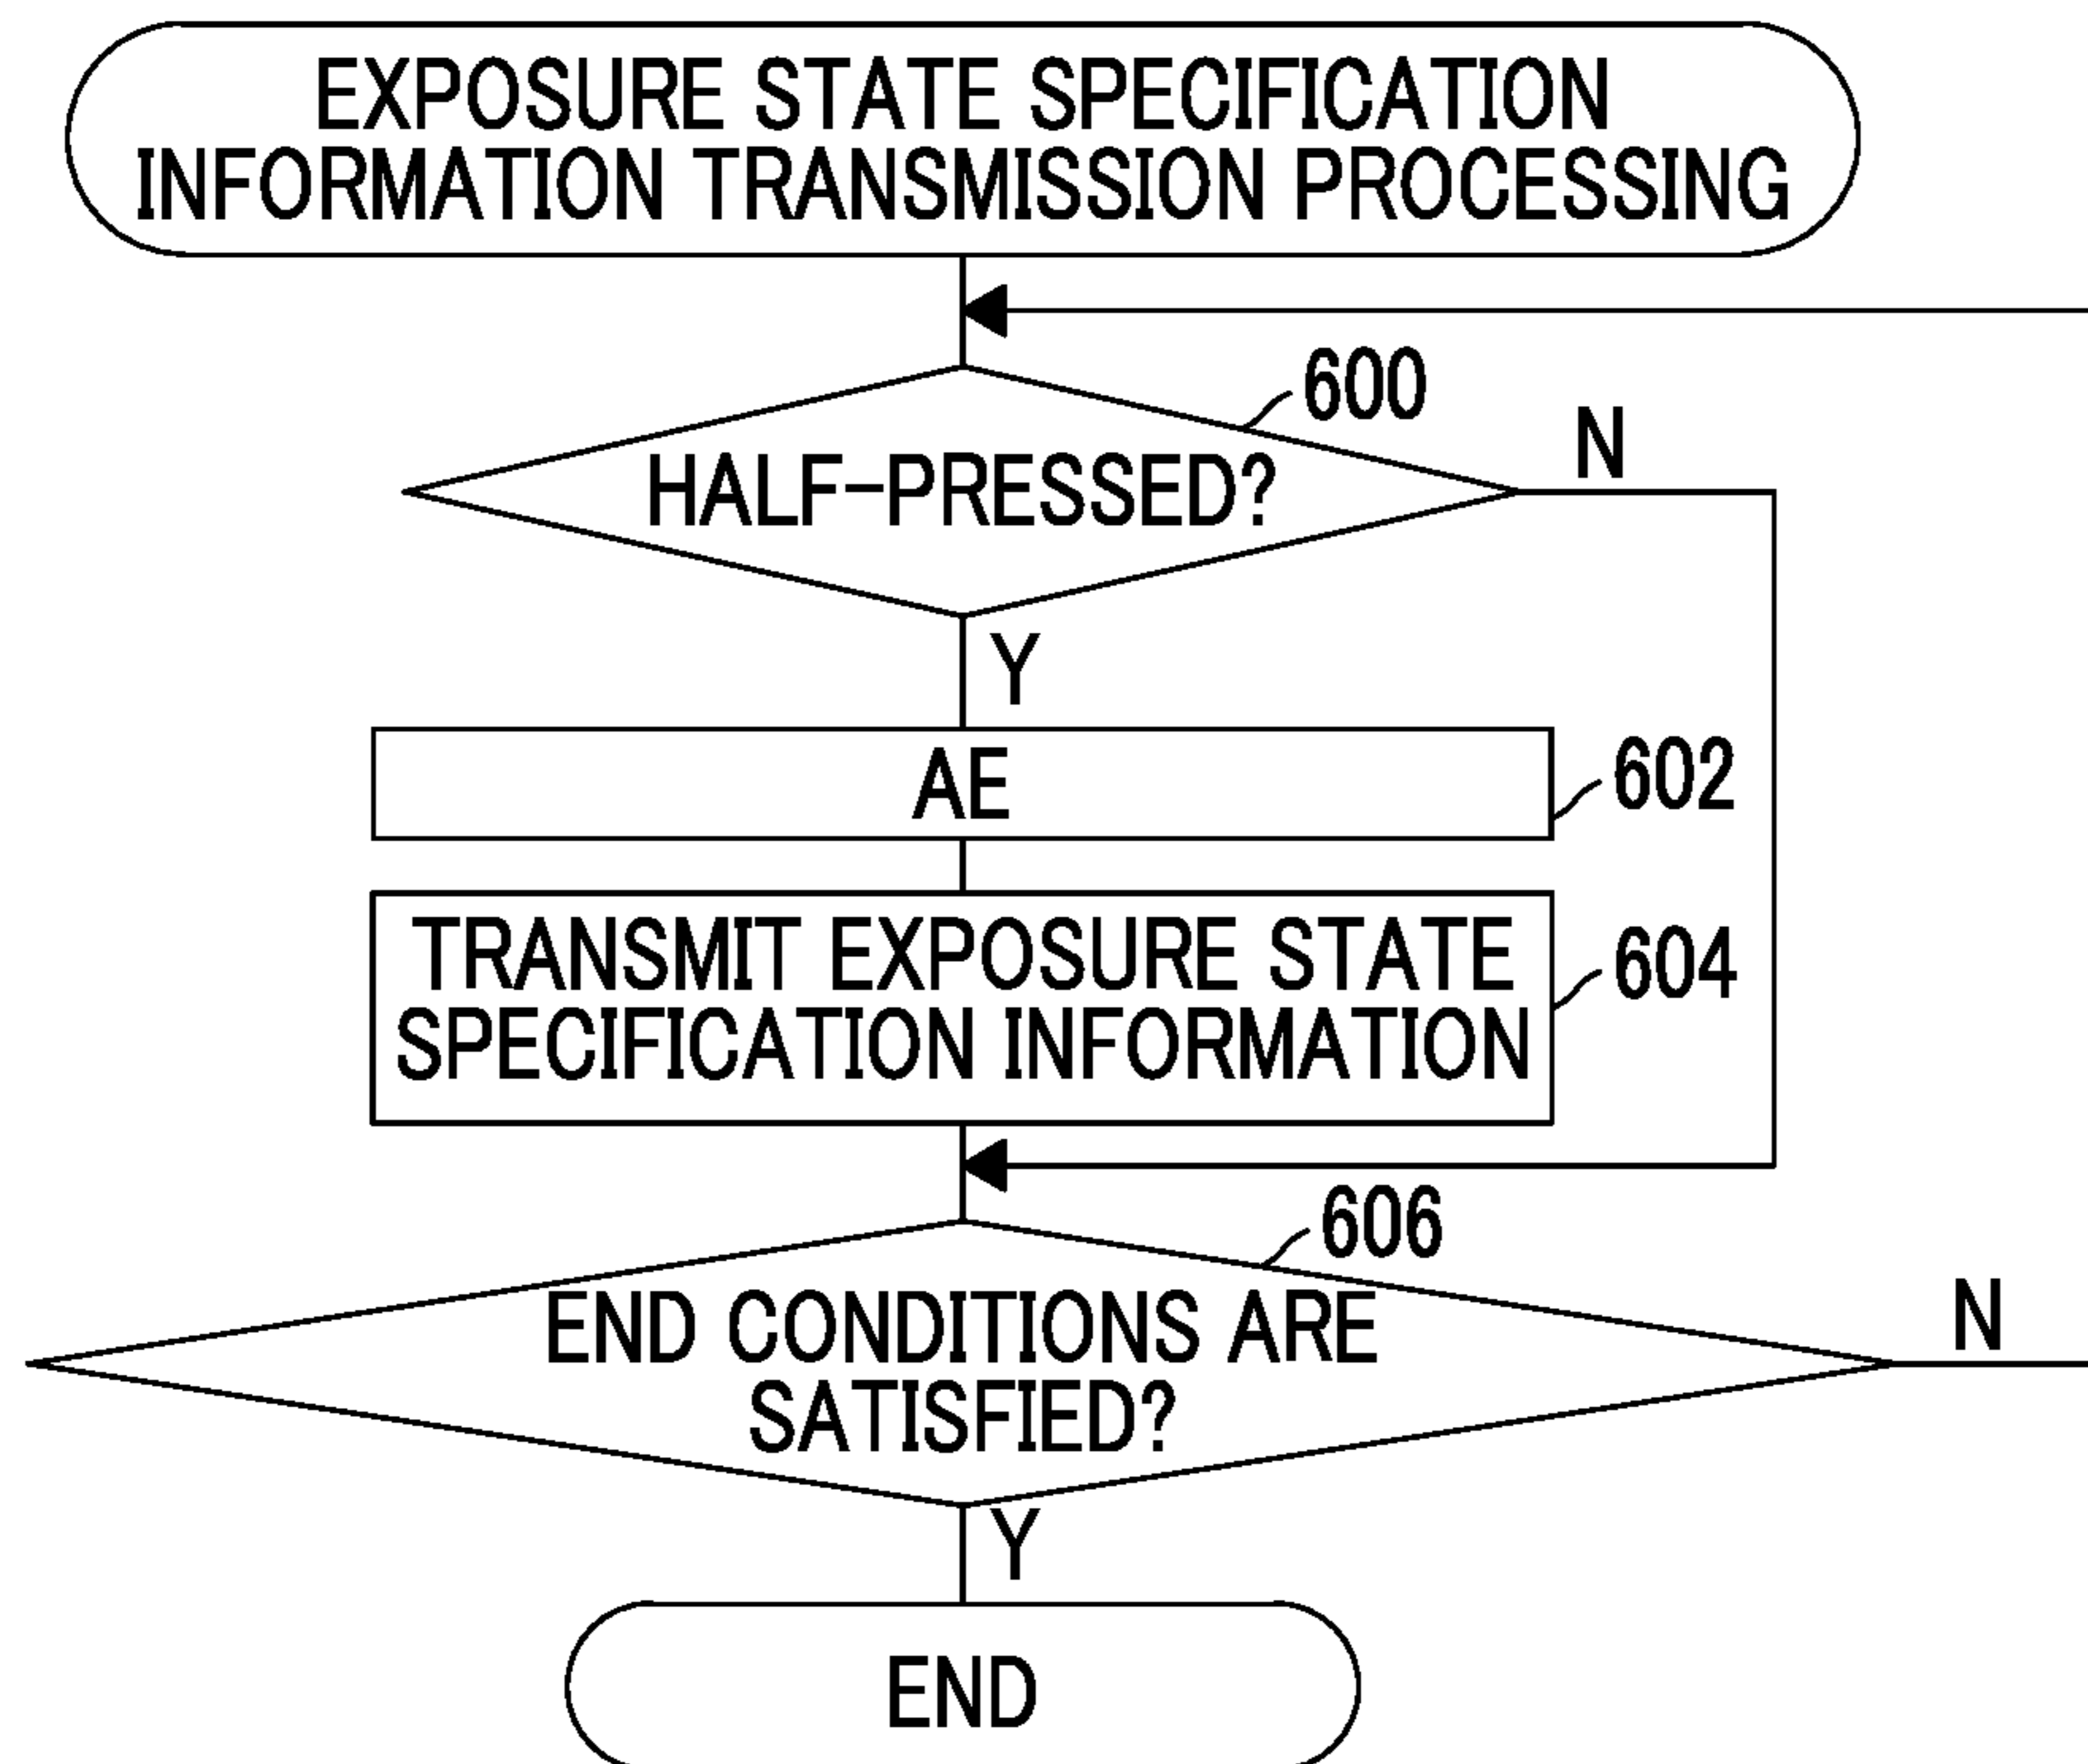 EXPOSURE STATE SPECIFICATION
INFORMATION TRANSMISSION PROCESSING
600
N
HALF-PRESSED?
Y
AE
602
TRANSMIT EXPOSURE STATE
SPECIFICATION INFORMATION
604
606
END CONDITIONS ARE
SATISFIED?
N
Y
END